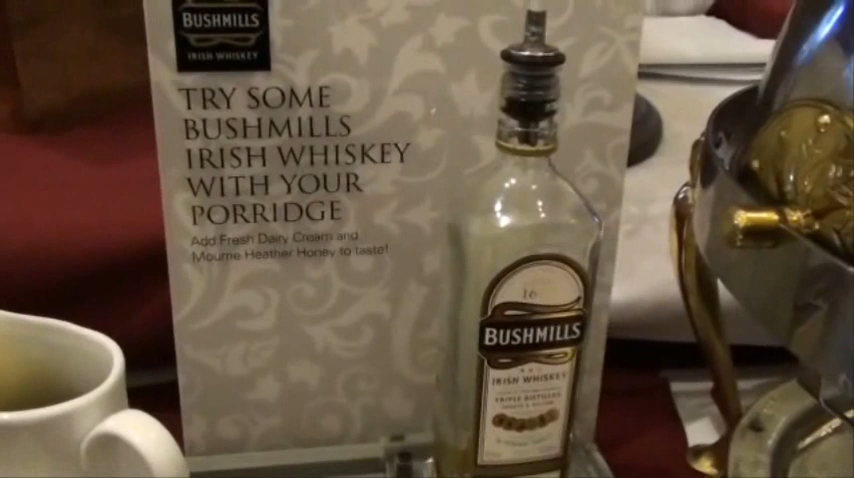 BUSHMILLS
IRISH WHISKEY
TRY SOME
BUSHMILLS
IRISH WHISKEY
WITH YOUR
PORRIDGE
Add Fresh Dairy Cream and
Mourne Heather Honey to taste!
16
BUSHMILLS
IRISH WHISKEY
TRIPLE DISTILLED